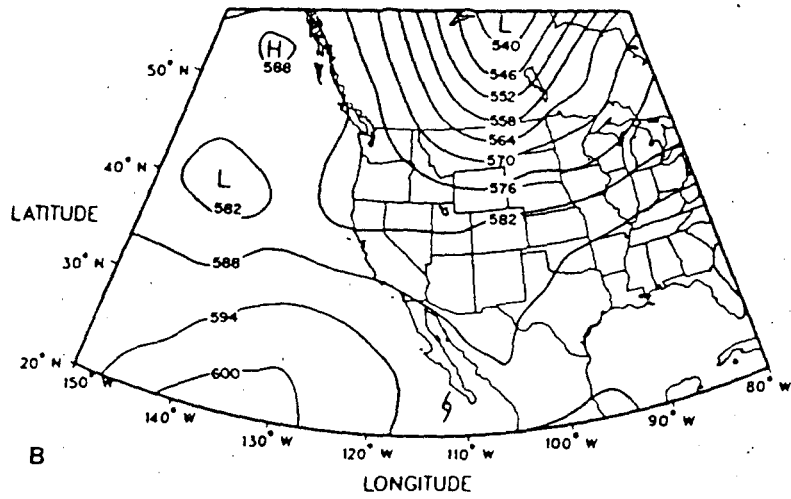 L
540
H
588
50° N
546
552
558
564
570
40° N
L
582
576
LATITUDE
582
588
30° N
594
20° N
600
150° W
80° W
140° W
90° W
130° W
100° W
120° W
110° W
B
LONGITUDE